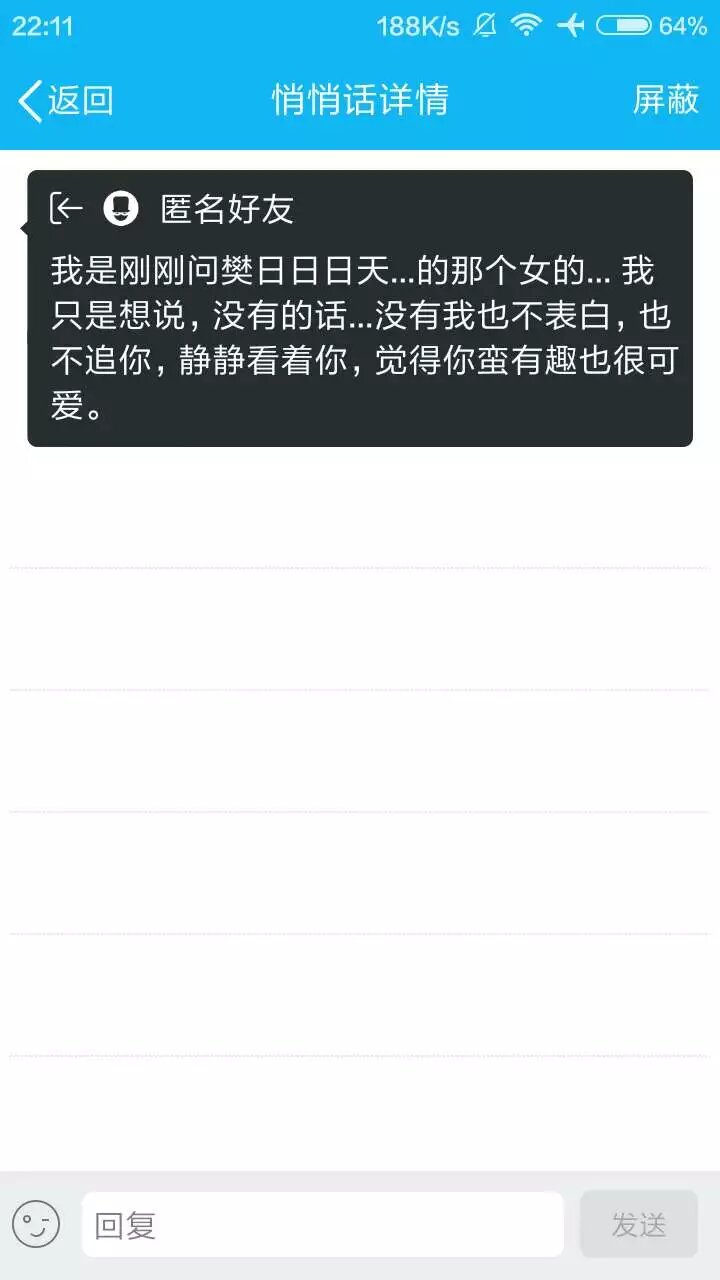 22:11 188K/s 64%
返回 悄悄话详情 屏蔽
匿名好友
我是刚刚问樊日日日天...的那个女的... 我
只是想说，没有的话...没有我也不表白，也
不追你，静静看着你，觉得你蛮有趣也很可
爱。
回复 发送